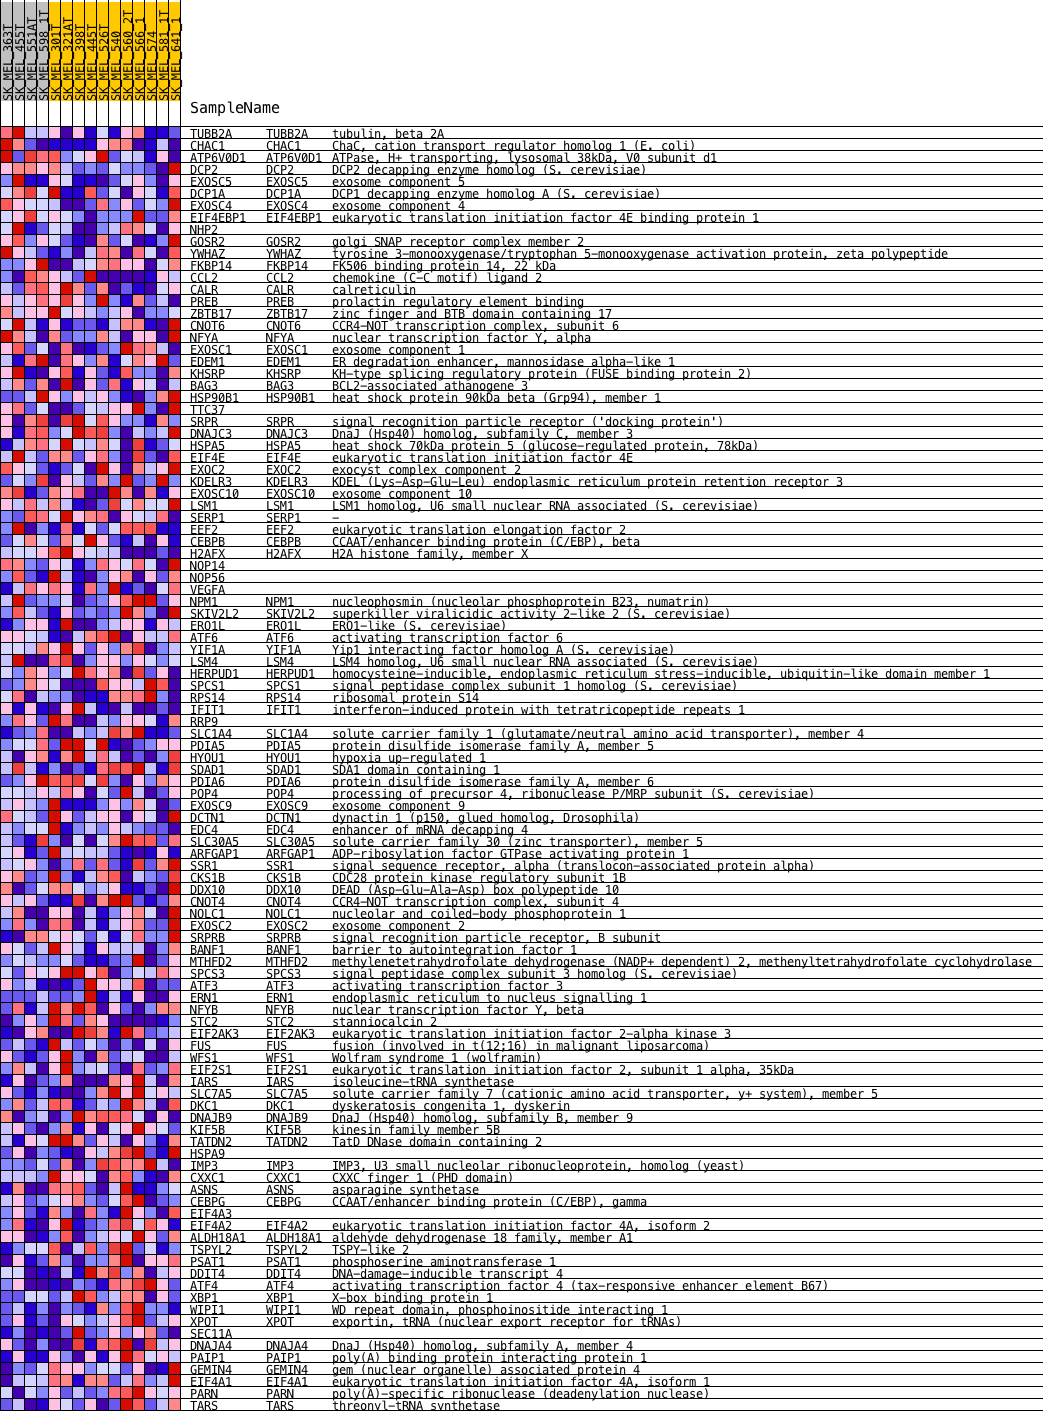 SK_MEL_363T
SK_MEL_455T
SK_MEL_551AT
SK_MEL_598_1T
SK_MEL_301T
SK_MEL_321AT
SK_MEL_398T
SK_MEL_445T
SK_MEL_526T
SK_MEL_540
SK_MEL_560_2T
SK_MEL_566_1
SK_MEL_574
SK_MEL_581_1T
SK_MEL_641_1
SampleName
TUBB2A TUBB2A tubulin, beta 2A
CHAC1 CHAC1 ChaC, cation transport regulator homolog 1 (E. coli)
ATP6V0D1 ATP6V0D1 ATPase, H+ transporting, lysosomal 38kDa, V0 subunit d1
DCP2 DCP2 DCP2 decapping enzyme homolog (S. cerevisiae)
EXOSC5 EXOSC5 exosome component 5
DCP1A DCP1A DCP1 decapping enzyme homolog A (S. cerevisiae)
EXOSC4 EXOSC4 exosome component 4
EIF4EBP1 EIF4EBP1 eukaryotic translation initiation factor 4E binding protein 1
NHP2
GOSR2 GOSR2 golgi SNAP receptor complex member 2
YWHAZ YWHAZ tyrosine 3-monooxygenase/tryptophan 5-monooxygenase activation protein, zeta polypeptide
FKBP14 FKBP14 FK506 binding protein 14, 22 kDa
CCL2 CCL2 chemokine (C-C motif) ligand 2
CALR CALR calreticulin
PREB PREB prolactin regulatory element binding
ZBTB17 ZBTB17 zinc finger and BTB domain containing 17
CNOT6 CNOT6 CCR4-NOT transcription complex, subunit 6
NFYA NFYA nuclear transcription factor Y, alpha
EXOSC1 EXOSC1 exosome component 1
EDEM1 EDEM1 ER degradation enhancer, mannosidase alpha-like 1
KHSRP KHSRP KH-type splicing regulatory protein (FUSE binding protein 2)
BAG3 BAG3 BCL2-associated athanogene 3
HSP90B1 HSP90B1 heat shock protein 90kDa beta (Grp94), member 1
TTC37
SRPR SRPR signal recognition particle receptor ('docking protein')
DNAJC3 DNAJC3 DnaJ (Hsp40) homolog, subfamily C, member 3
HSPA5 HSPA5 heat shock 70kDa protein 5 (glucose-regulated protein, 78kDa)
EIF4E EIF4E eukaryotic translation initiation factor 4E
EXOC2 EXOC2 exocyst complex component 2
KDELR3 KDELR3 KDEL (Lys-Asp-Glu-Leu) endoplasmic reticulum protein retention receptor 3
EXOSC10 EXOSC10 exosome component 10
LSM1 LSM1 LSM1 homolog, U6 small nuclear RNA associated (S. cerevisiae)
SERP1 SERP1 -
EEF2 EEF2 eukaryotic translation elongation factor 2
CEBPB CEBPB CCAAT/enhancer binding protein (C/EBP), beta
H2AFX H2AFX H2A histone family, member X
NOP14
NOP56
VEGFA
NPM1 NPM1 nucleophosmin (nucleolar phosphoprotein B23, numatrin)
SKIV2L2 SKIV2L2 superkiller viralicidic activity 2-like 2 (S. cerevisiae)
ERO1L ERO1L ERO1-like (S. cerevisiae)
ATF6 ATF6 activating transcription factor 6
YIF1A YIF1A Yip1 interacting factor homolog A (S. cerevisiae)
LSM4 LSM4 LSM4 homolog, U6 small nuclear RNA associated (S. cerevisiae)
HERPUD1 HERPUD1 homocysteine-inducible, endoplasmic reticulum stress-inducible, ubiquitin-like domain member 1
SPCS1 SPCS1 signal peptidase complex subunit 1 homolog (S. cerevisiae)
RPS14 RPS14 ribosomal protein S14
IFIT1 IFIT1 interferon-induced protein with tetratricopeptide repeats 1
RRP9
SLC1A4 SLC1A4 solute carrier family 1 (glutamate/neutral amino acid transporter), member 4
PDIA5 PDIA5 protein disulfide isomerase family A, member 5
HYOU1 HYOU1 hypoxia up-regulated 1
SDAD1 SDAD1 SDA1 domain containing 1
PDIA6 PDIA6 protein disulfide isomerase family A, member 6
POP4 POP4 processing of precursor 4, ribonuclease P/MRP subunit (S. cerevisiae)
EXOSC9 EXOSC9 exosome component 9
DCTN1 DCTN1 dynactin 1 (p150, glued homolog, Drosophila)
EDC4 EDC4 enhancer of mRNA decapping 4
SLC30A5 SLC30A5 solute carrier family 30 (zinc transporter), member 5
ARFGAP1 ARFGAP1 ADP-ribosylation factor GTPase activating protein 1
SSR1 SSR1 signal sequence receptor, alpha (translocon-associated protein alpha)
CKS1B CKS1B CDC28 protein kinase regulatory subunit 1B
DDX10 DDX10 DEAD (Asp-Glu-Ala-Asp) box polypeptide 10
CNOT4 CNOT4 CCR4-NOT transcription complex, subunit 4
NOLC1 NOLC1 nucleolar and coiled-body phosphoprotein 1
EXOSC2 EXOSC2 exosome component 2
SRPRB SRPRB signal recognition particle receptor, B subunit
BANF1 BANF1 barrier to autointegration factor 1
MTHFD2 MTHFD2 methylenetetrahydrofolate dehydrogenase (NADP+ dependent) 2, methenyltetrahydrofolate cyclohydrolase
SPCS3 SPCS3 signal peptidase complex subunit 3 homolog (S. cerevisiae)
ATF3 ATF3 activating transcription factor 3
ERN1 ERN1 endoplasmic reticulum to nucleus signalling 1
NFYB NFYB nuclear transcription factor Y, beta
STC2 STC2 stanniocalcin 2
EIF2AK3 EIF2AK3 eukaryotic translation initiation factor 2-alpha kinase 3
FUS FUS fusion (involved in t(12;16) in malignant liposarcoma)
WFS1 WFS1 Wolfram syndrome 1 (wolframin)
EIF2S1 EIF2S1 eukaryotic translation initiation factor 2, subunit 1 alpha, 35kDa
IARS IARS isoleucine-tRNA synthetase
SLC7A5 SLC7A5 solute carrier family 7 (cationic amino acid transporter, y+ system), member 5
DKC1 DKC1 dyskeratosis congenita 1, dyskerin
DNAJB9 DNAJB9 DnaJ (Hsp40) homolog, subfamily B, member 9
KIF5B KIF5B kinesin family member 5B
TATDN2 TATDN2 TatD DNase domain containing 2
HSPA9
IMP3 IMP3 IMP3, U3 small nucleolar ribonucleoprotein, homolog (yeast)
CXXC1 CXXC1 CXXC finger 1 (PHD domain)
ASNS ASNS asparagine synthetase
CEBPG CEBPG CCAAT/enhancer binding protein (C/EBP), gamma
EIF4A3
EIF4A2 EIF4A2 eukaryotic translation initiation factor 4A, isoform 2
ALDH18A1 ALDH18A1 aldehyde dehydrogenase 18 family, member A1
TSPYL2 TSPYL2 TSPY-like 2
PSAT1 PSAT1 phosphoserine aminotransferase 1
DDIT4 DDIT4 DNA-damage-inducible transcript 4
ATF4 ATF4 activating transcription factor 4 (tax-responsive enhancer element B67)
XBP1 XBP1 X-box binding protein 1
WIPI1 WIPI1 WD repeat domain, phosphoinositide interacting 1
XPOT XPOT exportin, tRNA (nuclear export receptor for tRNAs)
SEC11A
DNAJA4 DNAJA4 DnaJ (Hsp40) homolog, subfamily A, member 4
PAIP1 PAIP1 poly(A) binding protein interacting protein 1
GEMIN4 GEMIN4 gem (nuclear organelle) associated protein 4
EIF4A1 EIF4A1 eukaryotic translation initiation factor 4A, isoform 1
PARN PARN poly(A)-specific ribonuclease (deadenylation nuclease)
TARS TARS threonyl-tRNA synthetase